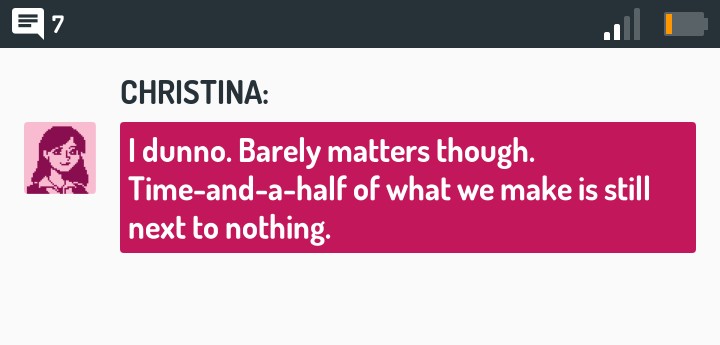 7
CHRISTINA:
I dunno. Barely matters though.
Time-and-a-half of what we make is still
next to nothing.